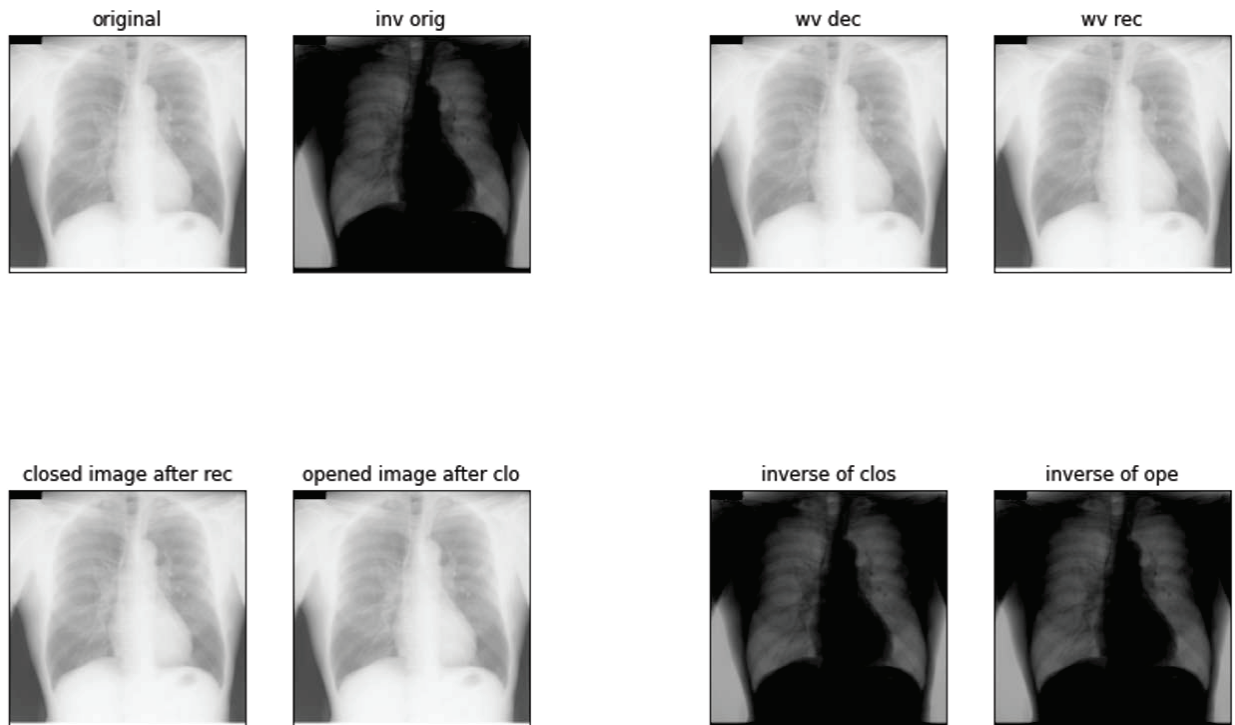 original
inv orig
wv dec
wv rec
closed image after rec
opened image after clo
inverse of clos
inverse of ope